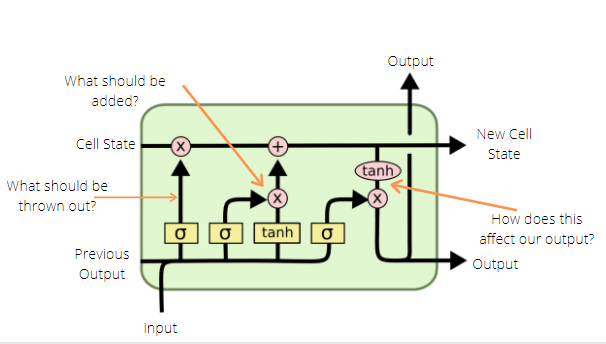 Output
What should be
added?
Cell State
New Cell
State
x
+
tanh
What should be
thrown out?
x
x
How does this
affect our output?
σ
σ
tanh
σ
Previous
Output
Output
Input